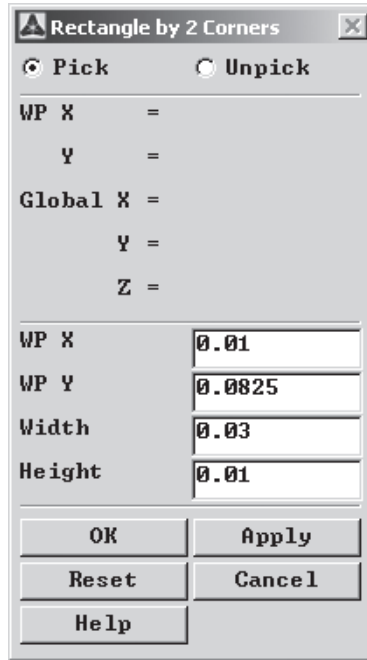 Rectangle by 2 Corners
Pick Unpick
WP X =
Y =
Global X =
Y =
Z =
WP X 0.01
WP Y 0.0825
Width 0.03
Height 0.01
OK Apply
Reset Cancel
Help